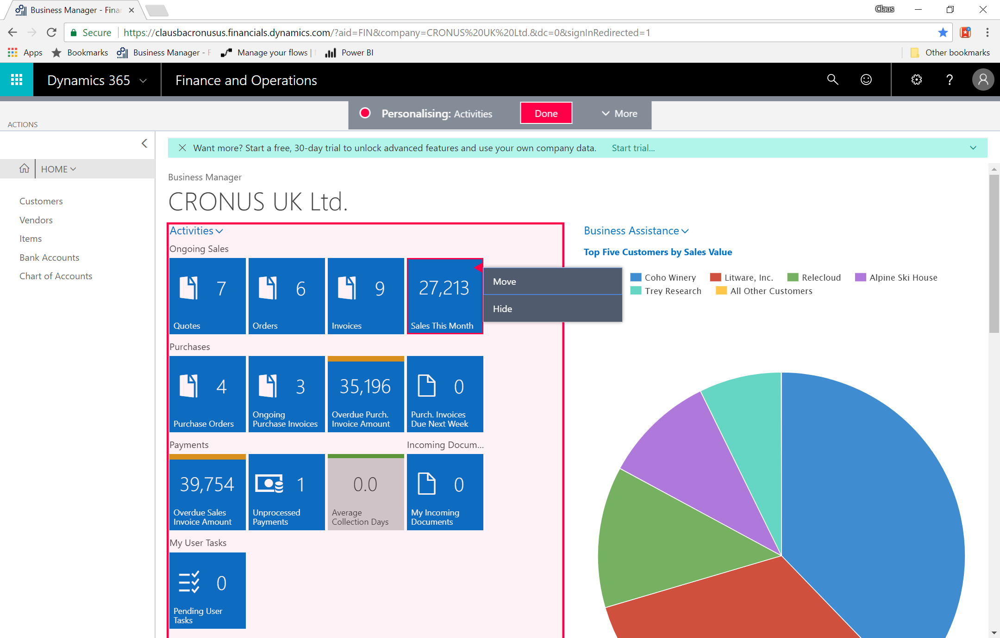 Business Manager - Fina
Claus
Secure
https://clausbacronusus.financials.dynamics.com/?aid=FIN&company=CRONUS%20UK%20Ltd.&dc=0&signInRedirected=1
Apps Bookmarks Business Manager - F Manage your flows | Power BI Other bookmarks
Dynamics 365 Finance and Operations ?
Personalising: Activities Done More
ACTIONS
Want more? Start a free, 30-day trial to unlock advanced features and use your own company data. Start trial...
HOME
Customers
Vendors
Items
Bank Accounts
Chart of Accounts
Business Manager
CRONUS UK Ltd.
Activities
Ongoing Sales
7
Quotes
6
Orders
9
Invoices
27,213
Sales This Month
Move
Hide
Purchases
4
Purchase Orders
3
Ongoing
Purchase Invoices
35,196
Overdue Purch.
Invoice Amount
0
Purch. Invoices
Due Next Week
Payments
39,754
Overdue Sales
Invoice Amount
1
Unprocessed
Payments
0.0
Average
Collection Days
Incoming Docum...
0
My Incoming
Documents
My User Tasks
0
Pending User
Tasks
Business Assistance
Top Five Customers by Sales Value
Coho Winery Litware, Inc. Relecloud Alpine Ski House
Trey Research All Other Customers